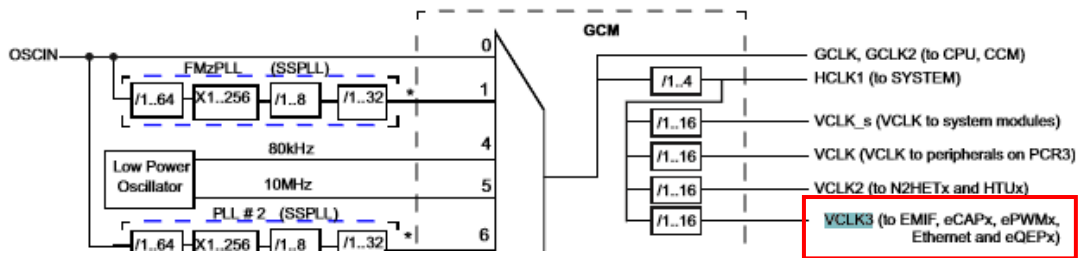 GCM
OSCIN
0
GCLK, GCLK2 (to CPU, CCM)
FMzPLL (SSPLL)
/1..4
HCLK1 (to SYSTEM)
/1..64
X1..256
/1..8
/1..32
*
1
/1..16
VCLK_s (VCLK to system modules)
80kHz
4
/1..16
VCLK (VCLK to peripherals on PCR3)
Low Power
Oscillator
10MHz
5
/1..16
VCLK2 (to N2HETx and HTUx)
PLL # 2 (SSPLL)
/1..64
X1..256
/1..8
/1..32
*
6
/1..16
VCLK3 (to EMIF, eCAPx, ePWMx,
Ethernet and eQEPx)